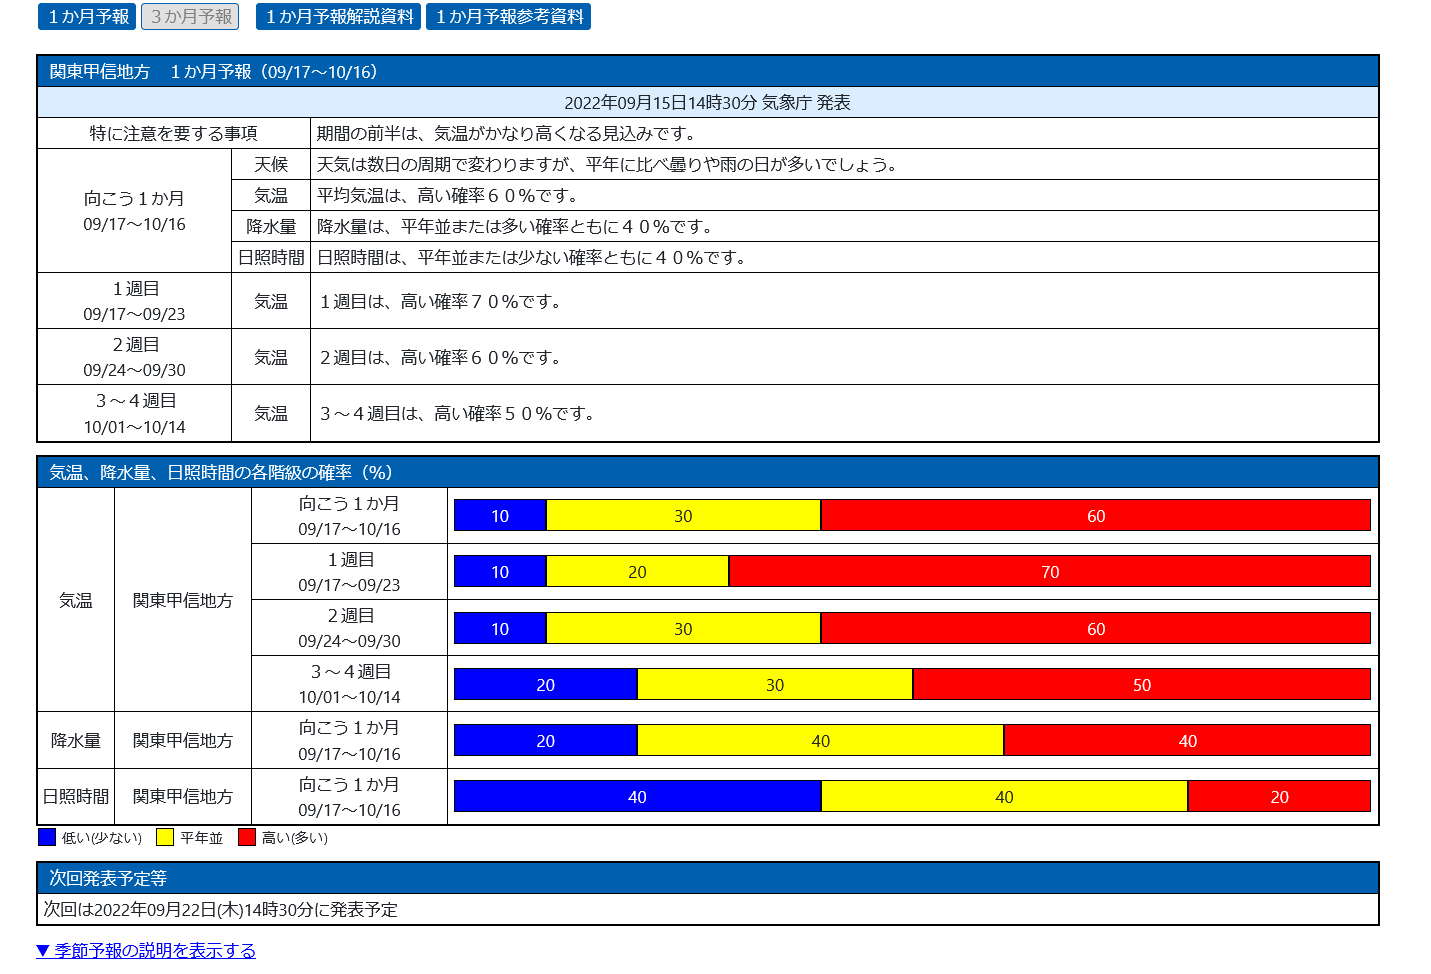 １か月予報 ３か月予報 １か月予報解説資料 １か月予報参考資料
関東甲信地方　１か月予報（09/17～10/16）
2022年09月15日14時30分 気象庁 発表
特に注意を要する事項 期間の前半は、気温がかなり高くなる見込みです。
向こう１か月
09/17～10/16
天候 天気は数日の周期で変わりますが、平年に比べ曇りや雨の日が多いでしょう。
気温 平均気温は、高い確率６０％です。
降水量 降水量は、平年並または多い確率ともに４０％です。
日照時間 日照時間は、平年並または少ない確率ともに４０％です。
１週目
09/17～09/23
気温 １週目は、高い確率７０％です。
２週目
09/24～09/30
気温 ２週目は、高い確率６０％です。
３～４週目
10/01～10/14
気温 ３～４週目は、高い確率５０％です。
気温、降水量、日照時間の各階級の確率（％）
気温 関東甲信地方
向こう１か月
09/17～10/16
10 30 60
１週目
09/17～09/23
10 20 70
２週目
09/24～09/30
10 30 60
３～４週目
10/01～10/14
20 30 50
降水量 関東甲信地方
向こう１か月
09/17～10/16
20 40 40
日照時間 関東甲信地方
向こう１か月
09/17～10/16
40 40 20
低い(少ない) 平年並 高い(多い)
次回発表予定等
次回は2022年09月22日(木)14時30分に発表予定
▼ 季節予報の説明を表示する